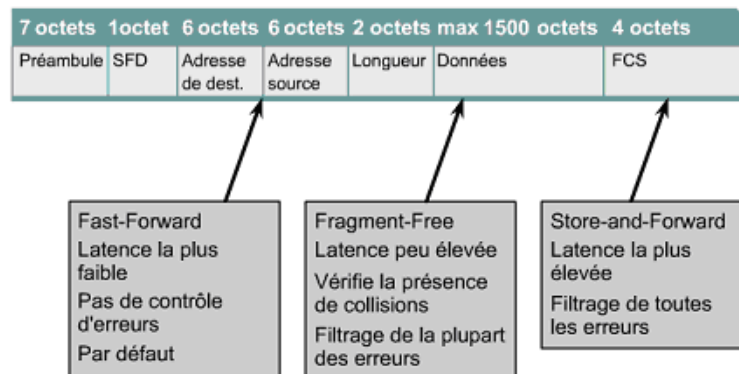 7 octets 1octet 6 octets 6 octets 2 octets max 1500 octets 4 octets
Préambule SFD Adresse de dest. Adresse source Longueur Données FCS
Fast-Forward
Latence la plus
faible
Pas de contrôle
d'erreurs
Par défaut
Fragment-Free
Latence peu élevée
Vérifie la présence
de collisions
Filtrage de la plupart
des erreurs
Store-and-Forward
Latence la plus
élevée
Filtrage de toutes
les erreurs